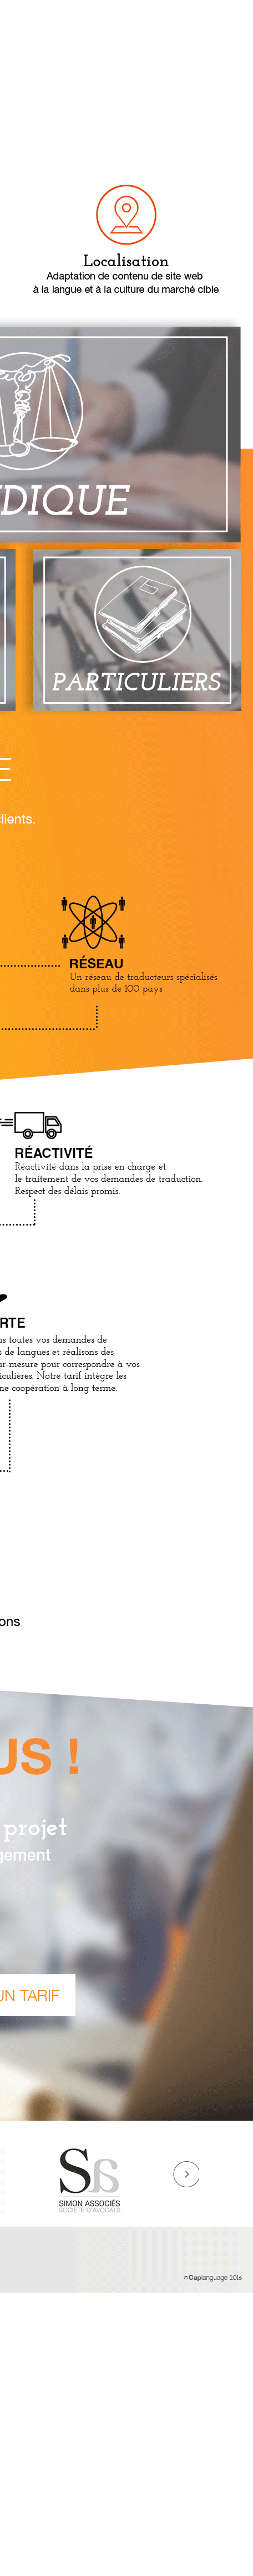 Localisation
Adaptation de contenu de site web
à la langue et à la culture du marché cible
DIQUE
PARTICULIERS
E
lients.
RÉSEAU
Un réseau de traducteurs spécialisés
dans plus de 100 pays
RÉACTIVITÉ
Réactivité dans la prise en charge et
le traitement de vos demandes de traduction.
Respect des délais promis.
RTE
ns toutes vos demandes de
s de langues et réalisons des
ur-mesure pour correspondre à vos
iculières. Notre tarif intègre les
ne coopération à long terme.
ons
US !
projet
gement
UN TARIF
Sa
SIMON ASSOCIÉS
SOCIÉTÉ D'AVOCATS
©Caplanguage 2016